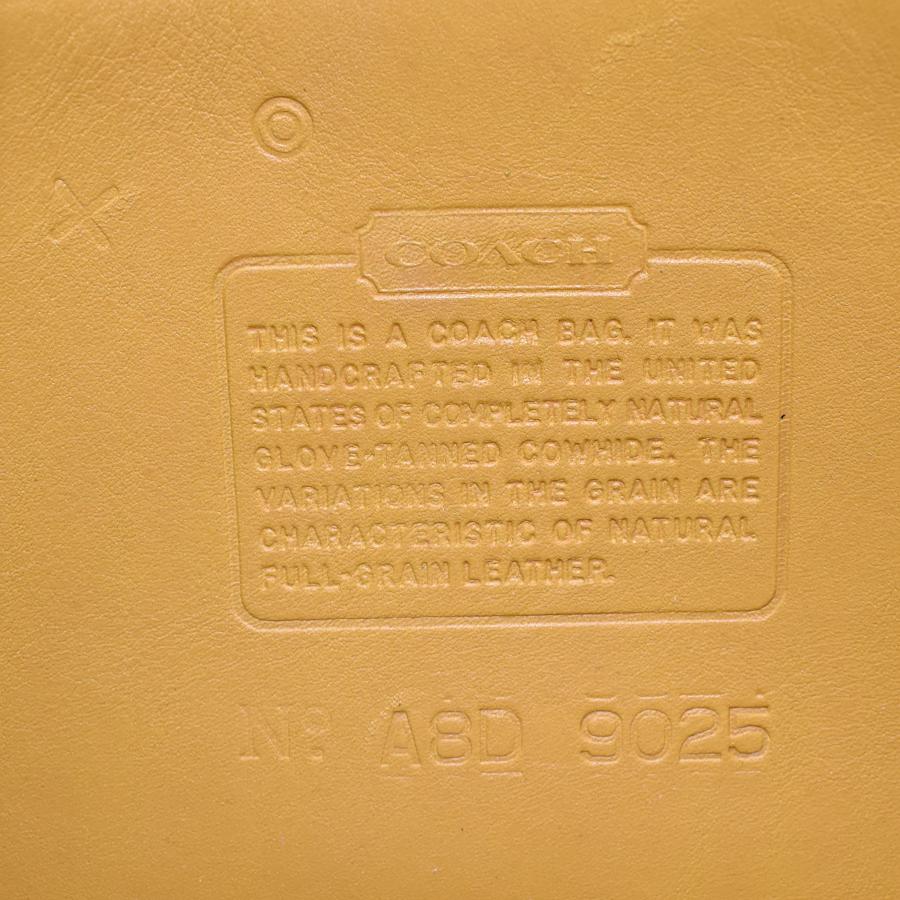 COACH
THIS IS A COACH BAG. IT WAS
HANDCRAFTED IN THE UNITED
STATES OF COMPLETELY NATURAL
GLOVE-TANNED COWHIDE. THE
VARIATIONS IN THE GRAIN ARE
CHARACTERISTIC OF NATURAL
FULL-GRAIN LEATHER.
Nº A8D 9025